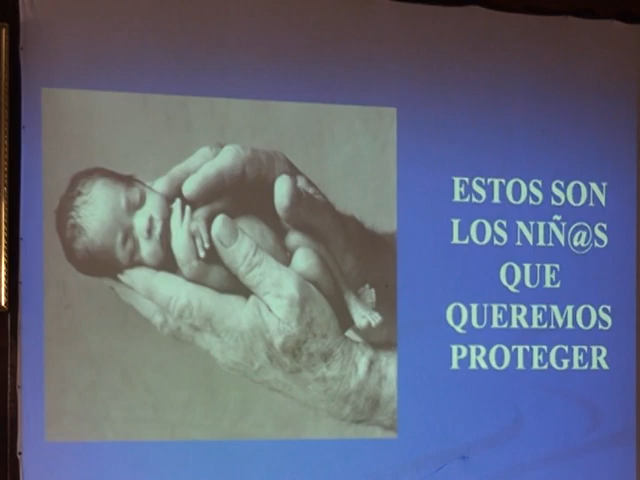 ESTOS SON
LOS NIÑ@S
QUE
QUEREMOS
PROTEGER